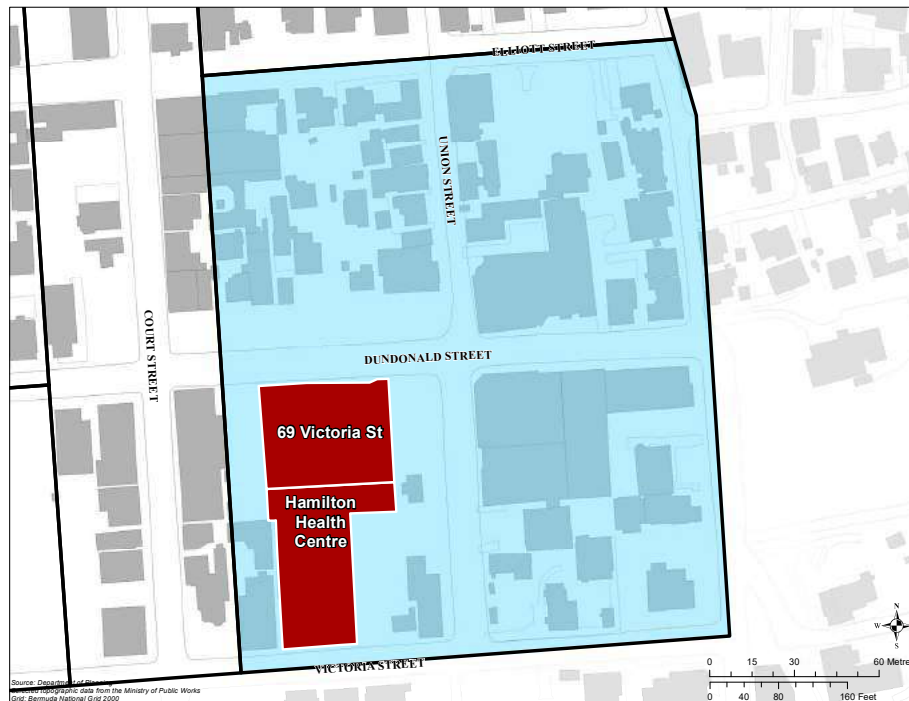 ELLIOTT STREET
UNION STREET
COURT STREET
DUNDONALD STREET
69 Victoria St
Hamilton
Health
Centre
VICTORIA STREET
N
W E
S
0 15 30 60 Metre
0 40 80 160 Feet
Source: Department of Planning
Selected topographic data from the Ministry of Public Works
Grid: Bermuda National Grid 2000